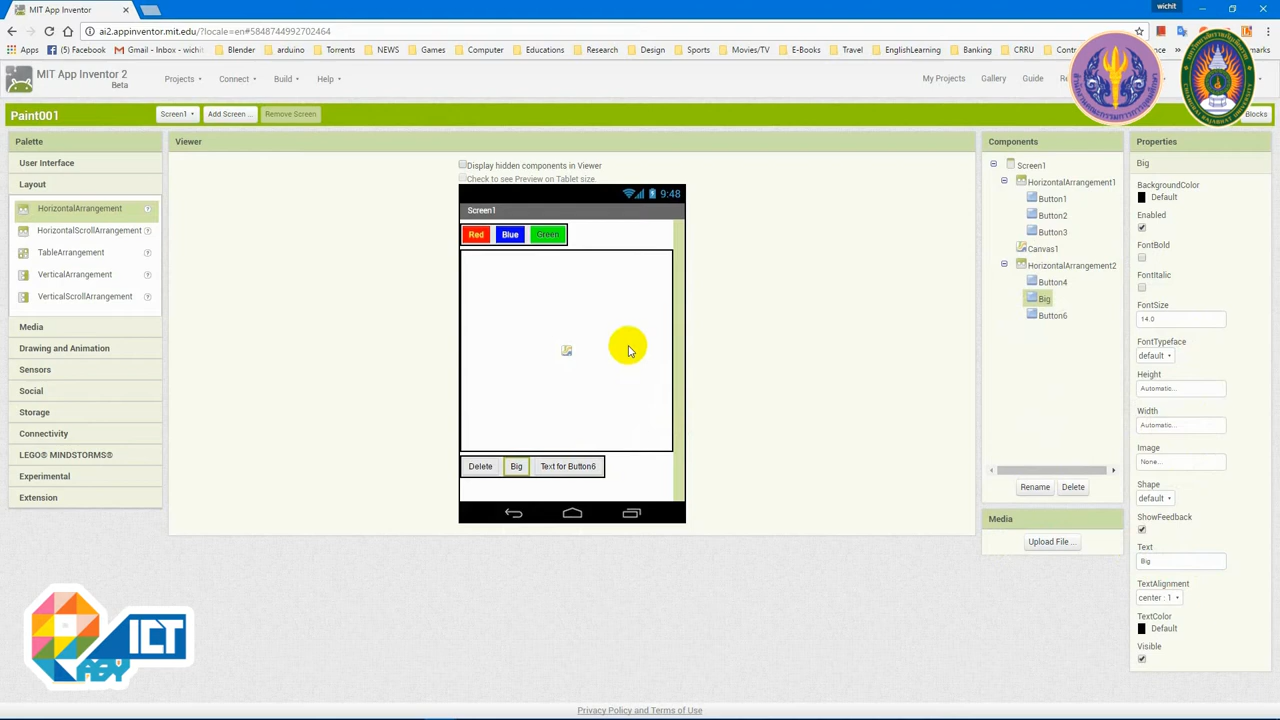 MIT App Inventor 2
wichit
ai2.appinventor.mit.edu/?locale=en#5848744992702464
Apps (5) Facebook Gmail - Inbox - wichi Blender arduino Torrents NEWS Games Computer Educations Research Design Sports Movies/TV E-Books Travel EnglishLearning Banking CRRU
MIT App Inventor 2
Beta
Projects Connect Build Help My Projects Gallery Guide
Paint001 Screen1 Add Screen ... Remove Screen Blocks
Palette Viewer Components Properties
User Interface
Layout
HorizontalArrangement
HorizontalScrollArrangement
TableArrangement
VerticalArrangement
VerticalScrollArrangement
Media
Drawing and Animation
Sensors
Social
Storage
Connectivity
LEGO® MINDSTORMS®
Experimental
Extension
Display hidden components in Viewer
Check to see Preview on Tablet size.
9:48
Screen1
Red Blue Green
Delete Big Text for Button6
Screen1
HorizontalArrangement1
Button1
Button2
Button3
Canvas1
HorizontalArrangement2
Button4
Big
Button6
Rename Delete
Media
Upload File ...
Big
BackgroundColor
Default
Enabled
FontBold
FontItalic
FontSize
14.0
FontTypeface
default
Height
Automatic...
Width
Automatic...
Image
None...
Shape
default
ShowFeedback
Text
Big
TextAlignment
center : 1
TextColor
Default
Visible
ICT
Privacy Policy and Terms of Use